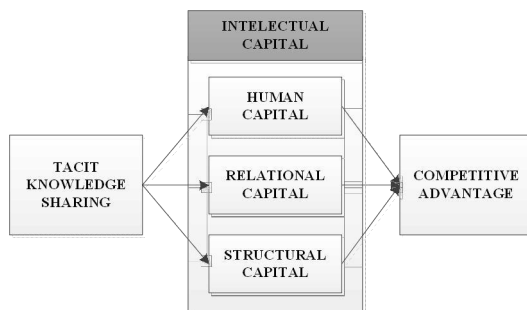 INTELECTUAL
CAPITAL
HUMAN
CAPITAL
TACIT
KNOWLEDGE
SHARING
RELATIONAL
CAPITAL
COMPETITIVE
ADVANTAGE
STRUCTURAL
CAPITAL